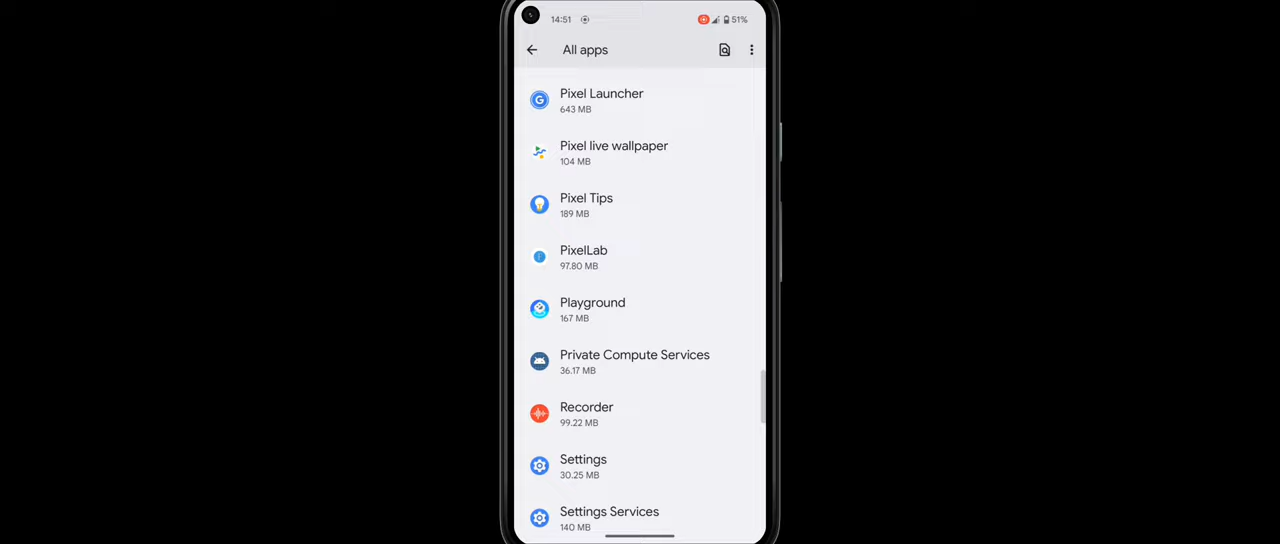 14:51
51%
All apps
Pixel Launcher
643 MB
Pixel live wallpaper
104 MB
Pixel Tips
189 MB
PixelLab
97.80 MB
Playground
167 MB
Private Compute Services
36.17 MB
Recorder
99.22 MB
Settings
30.25 MB
Settings Services
140 MB